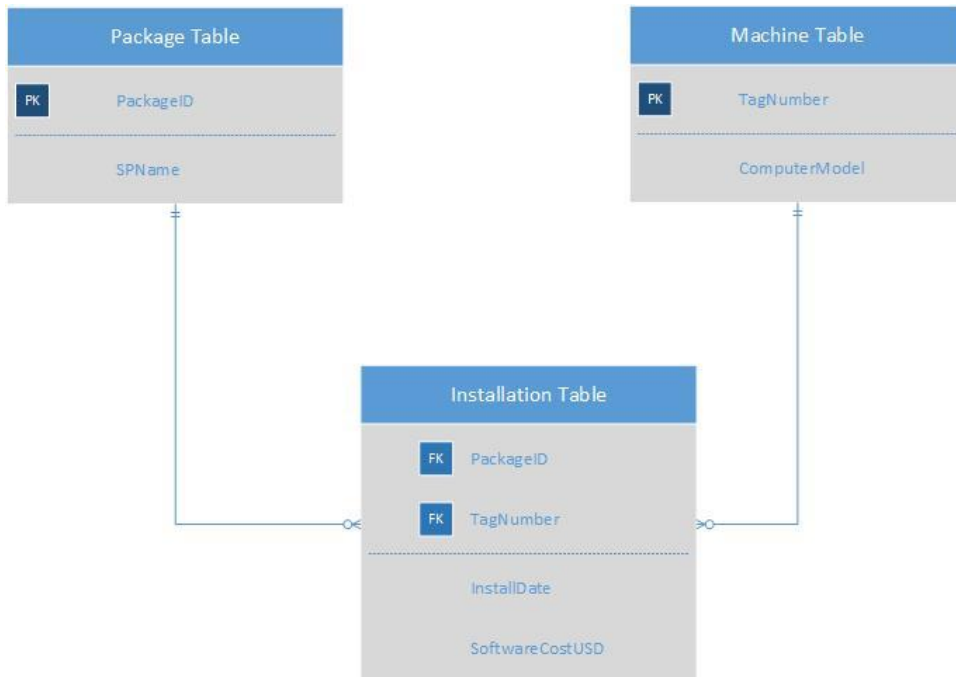 Package Table
PK PackageID
SPName
Machine Table
PK TagNumber
ComputerModel
Installation Table
FK PackageID
FK TagNumber
InstallDate
SoftwareCostUSD